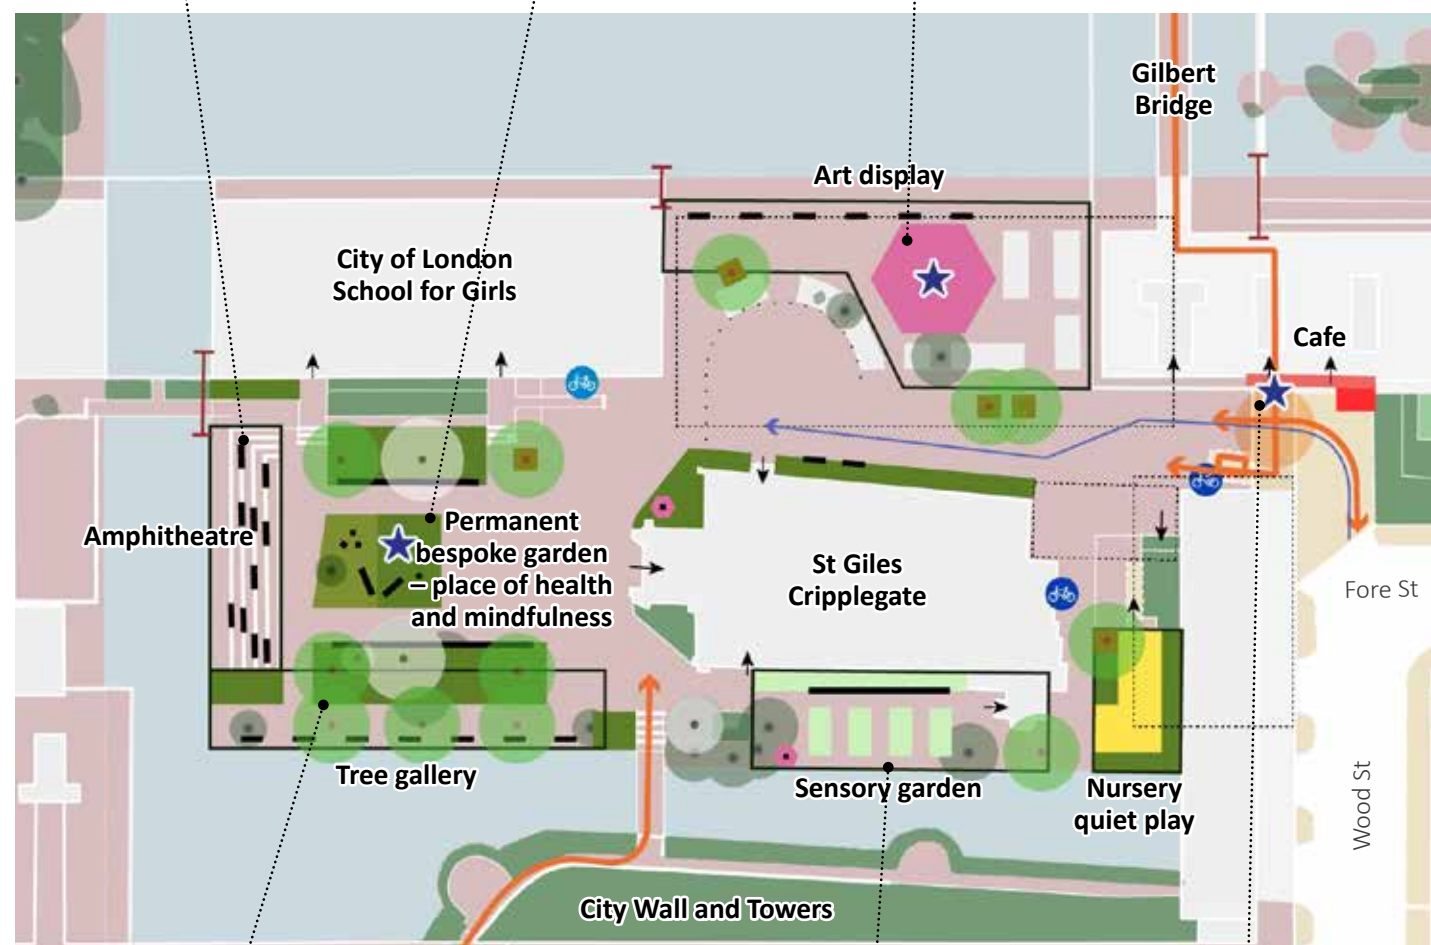 Gilbert
Bridge
Art display
City of London
School for Girls
Cafe
Amphitheatre
Permanent
bespoke garden
– place of health
and mindfulness
St Giles
Cripplegate
Fore St
Tree gallery
Sensory garden
Nursery
quiet play
Wood St
City Wall and Towers